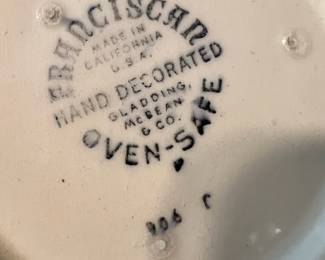 FRANCISCAN
MADE IN
CALIFORNIA
U.S.A.
HAND DECORATED
GLADDING,
McBEAN
& CO.
OVEN-SAFE
906 C